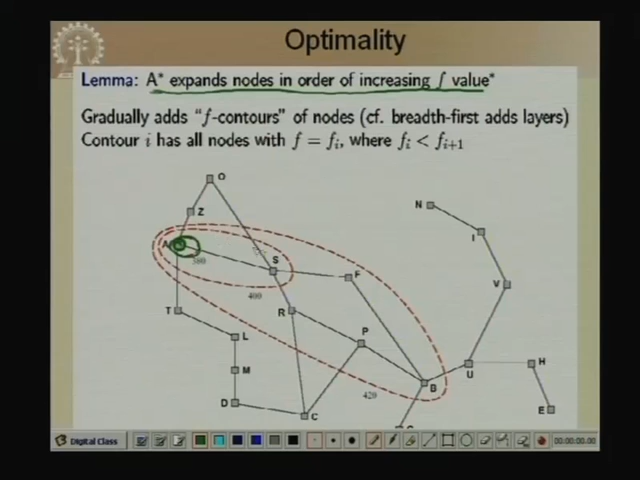 Optimality
Lemma: A* expands nodes in order of increasing f value*
Gradually adds "f-contours" of nodes (cf. breadth-first adds layers)
Contour i has all nodes with f = fᵢ, where fᵢ < fᵢ₊₁
O
N
Z
I
A
S
380
F
V
400
T
R
P
L
M
U
H
B
D
420
C
E
Digital Class
00:00:00.00